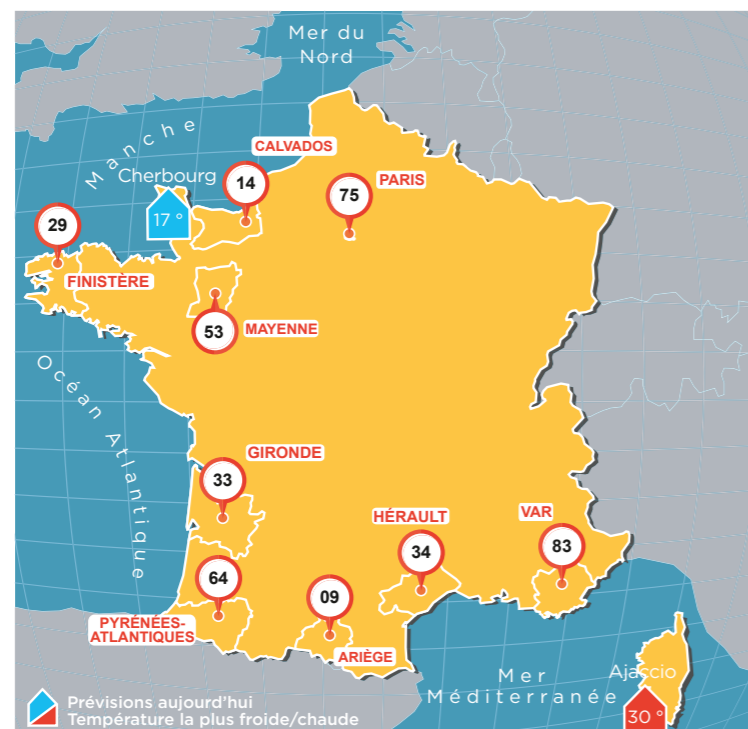 Mer du
Nord
Manche
CALVADOS
Cherbourg
14
PARIS
75
17 °
29
FINISTÈRE
MAYENNE
53
Océan Atlantique
GIRONDE
33
HÉRAULT
VAR
34
83
64
09
PYRÉNÉES-
ATLANTIQUES
ARIÈGE
Mer
Méditerranée
Ajaccio
30 °
Prévisions aujourd'hui
Température la plus froide/chaude